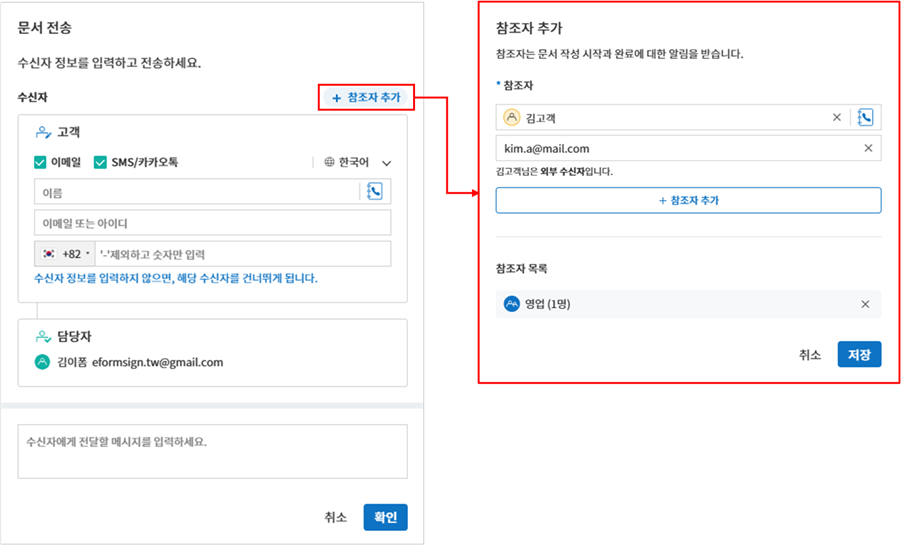 문서 전송
수신자 정보를 입력하고 전송하세요.
수신자
+ 참조자 추가
고객
이메일 SMS/카카오톡 한국어
이름
이메일 또는 아이디
+82 '-'제외하고 숫자만 입력
수신자 정보를 입력하지 않으면, 해당 수신자를 건너뛰게 됩니다.
담당자
김이폼 eformsign.tw@gmail.com
수신자에게 전달할 메시지를 입력하세요.
취소 확인
참조자 추가
참조자는 문서 작성 시작과 완료에 대한 알림을 받습니다.
* 참조자
김고객
kim.a@mail.com
김고객님은 외부 수신자입니다.
+ 참조자 추가
참조자 목록
영업 (1명)
취소 저장